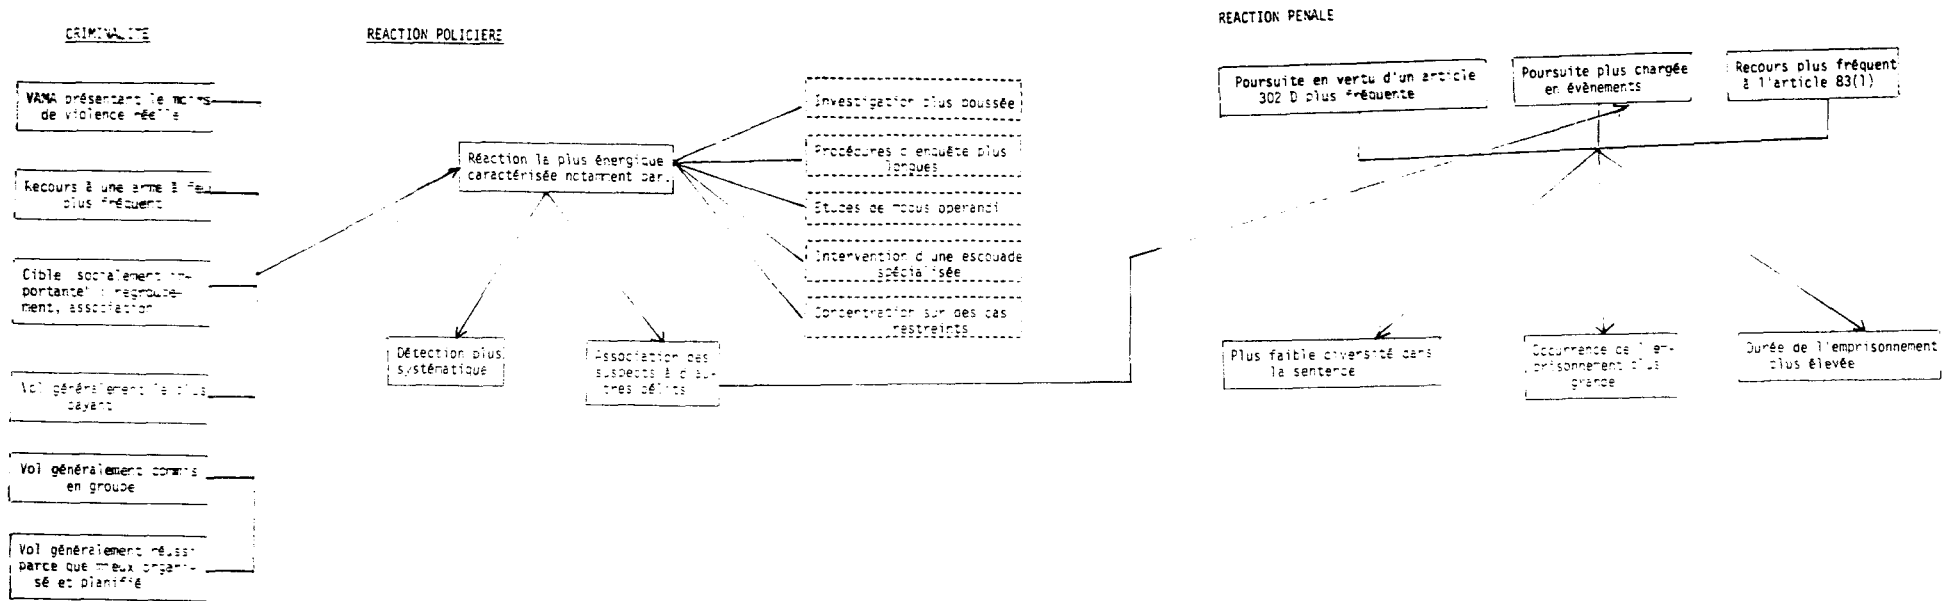 CRIMINALITE
REACTION POLICIERE
REACTION PENALE
VAMA présentant le moins
de violence réelle
Recours à une arme à feu
plus fréquent
Cible socialement im-
portante" : regroupe-
ment, association
Vol généralement le plus
payant
Vol généralement commis
en groupe
Vol généralement réussi
parce que mieux organi-
sé et planifié
Réaction la plus énergique
caractérisée notamment par.
Investigation plus poussée
Procédures d'enquête plus
longues
Etudes de modus operandi
Intervention d'une escouade
spécialisée
Concentration sur des cas
restreints
Détection plus
systématique
Association des
suspects à d'au-
tres délits
Poursuite en vertu d'un article
302 D plus fréquente
Poursuite plus chargée
en évènements
Recours plus fréquent
à l'article 83(1)
Plus faible diversité dans
la sentence
Occurrence de l'em-
prisonnement plus
grande
Durée de l'emprisonnement
plus élevée